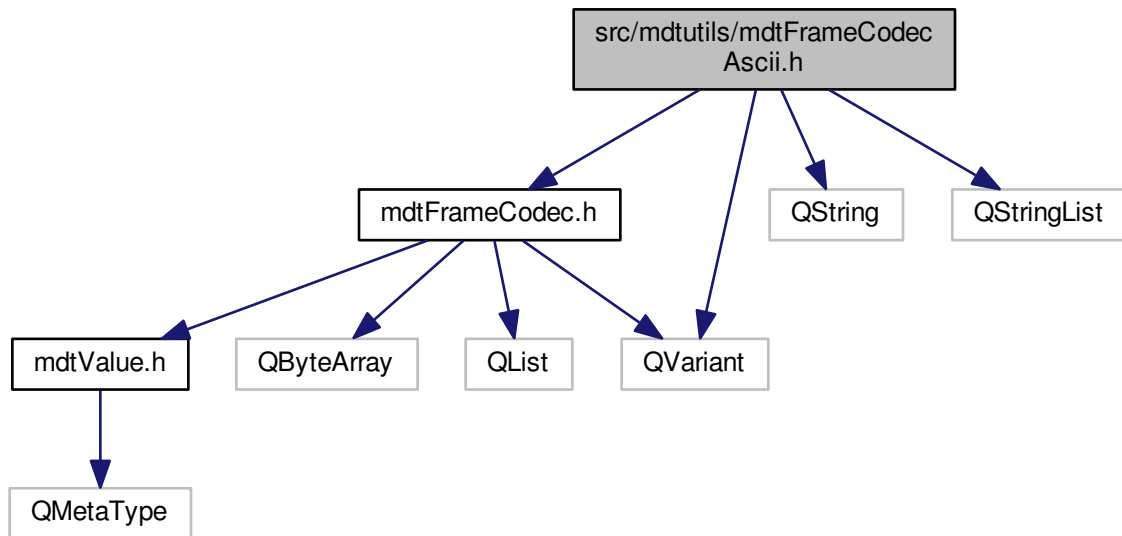 src/mdtutils/mdtFrameCodec
Ascii.h
mdtFrameCodec.h
QString
QStringList
mdtValue.h
QByteArray
QList
QVariant
QMetaType